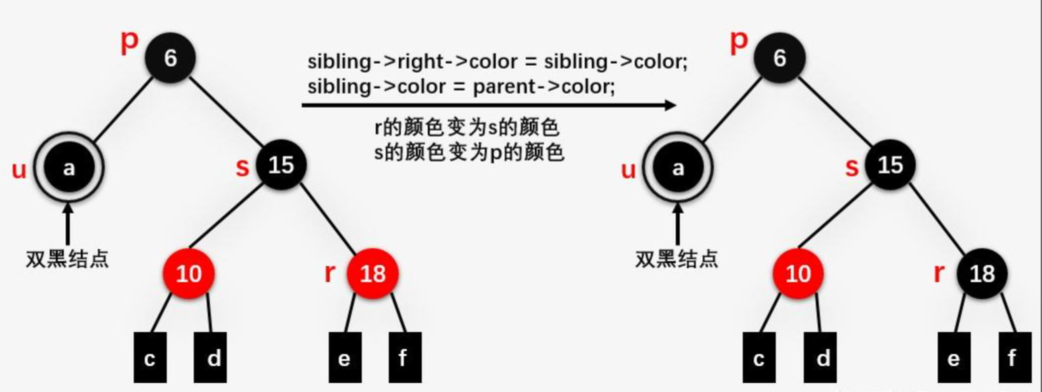 p
6
sibling->right->color = sibling->color;
sibling->color = parent->color;
r的颜色变为s的颜色
s的颜色变为p的颜色
u
a
s
15
双黑结点
10
r
18
c
d
e
f
p
6
u
a
s
15
双黑结点
10
r
18
c
d
e
f